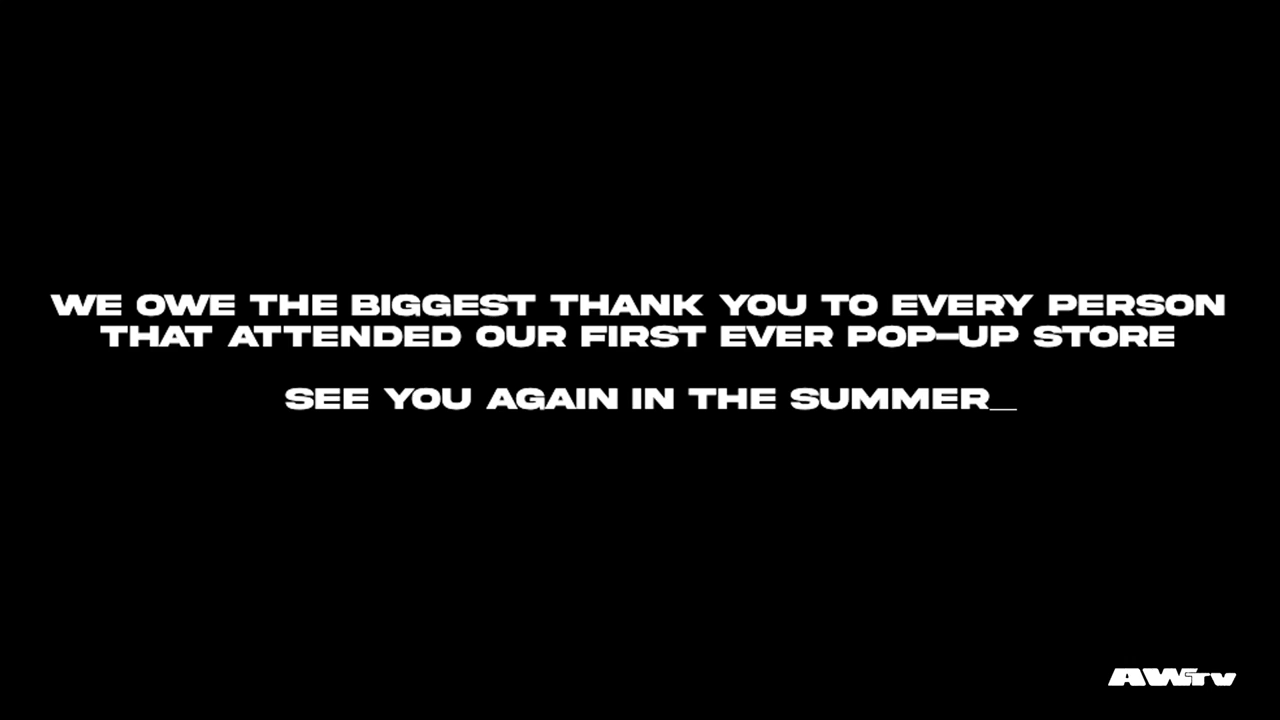 WE OWE THE BIGGEST THANK YOU TO EVERY PERSON
THAT ATTENDED OUR FIRST EVER POP-UP STORE
SEE YOU AGAIN IN THE SUMMER_
AWTV